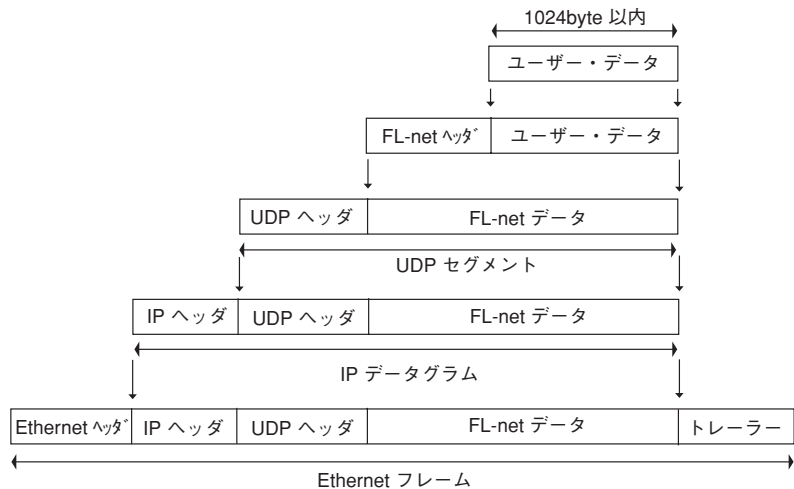 1024byte 以内
ユーザー・データ
FL-net ﾍｯﾀﾞ ユーザー・データ
UDP ヘッダ FL-net データ
UDP セグメント
IP ヘッダ UDP ヘッダ FL-net データ
IP データグラム
Ethernet ﾍｯﾀﾞ IP ヘッダ UDP ヘッダ FL-net データ トレーラー
Ethernet フレーム